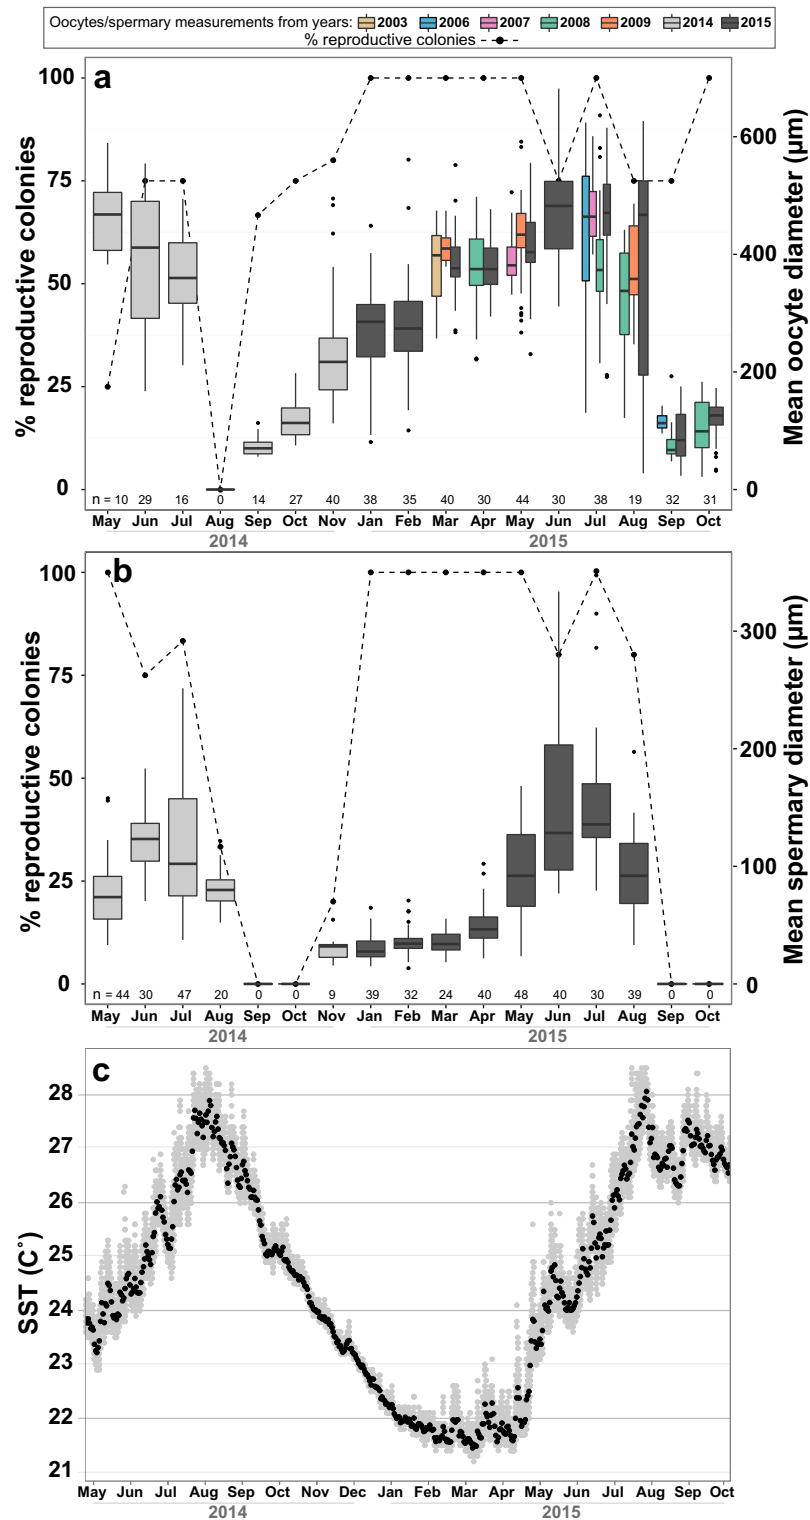 Oocytes/spermary measurements from years: 2003 2006 2007 2008 2009 2014 2015
% reproductive colonies
a
100
75
50
25
0
% reproductive colonies
600
400
200
0
Mean oocyte diameter (µm)
n = 10 29 16 0 14 27 40 38 35 40 30 44 30 38 19 32 31
May Jun Jul Aug Sep Oct Nov Jan Feb Mar Apr May Jun Jul Aug Sep Oct
2014 2015
b
100
75
50
25
0
% reproductive colonies
300
200
100
0
Mean spermary diameter (µm)
n = 44 30 47 20 0 0 9 39 32 24 40 48 40 30 39 0 0
May Jun Jul Aug Sep Oct Nov Jan Feb Mar Apr May Jun Jul Aug Sep Oct
2014 2015
c
28
27
26
25
24
23
22
21
SST (C°)
May Jun Jul Aug Sep Oct Nov Dec Jan Feb Mar Apr May Jun Jul Aug Sep Oct
2014 2015